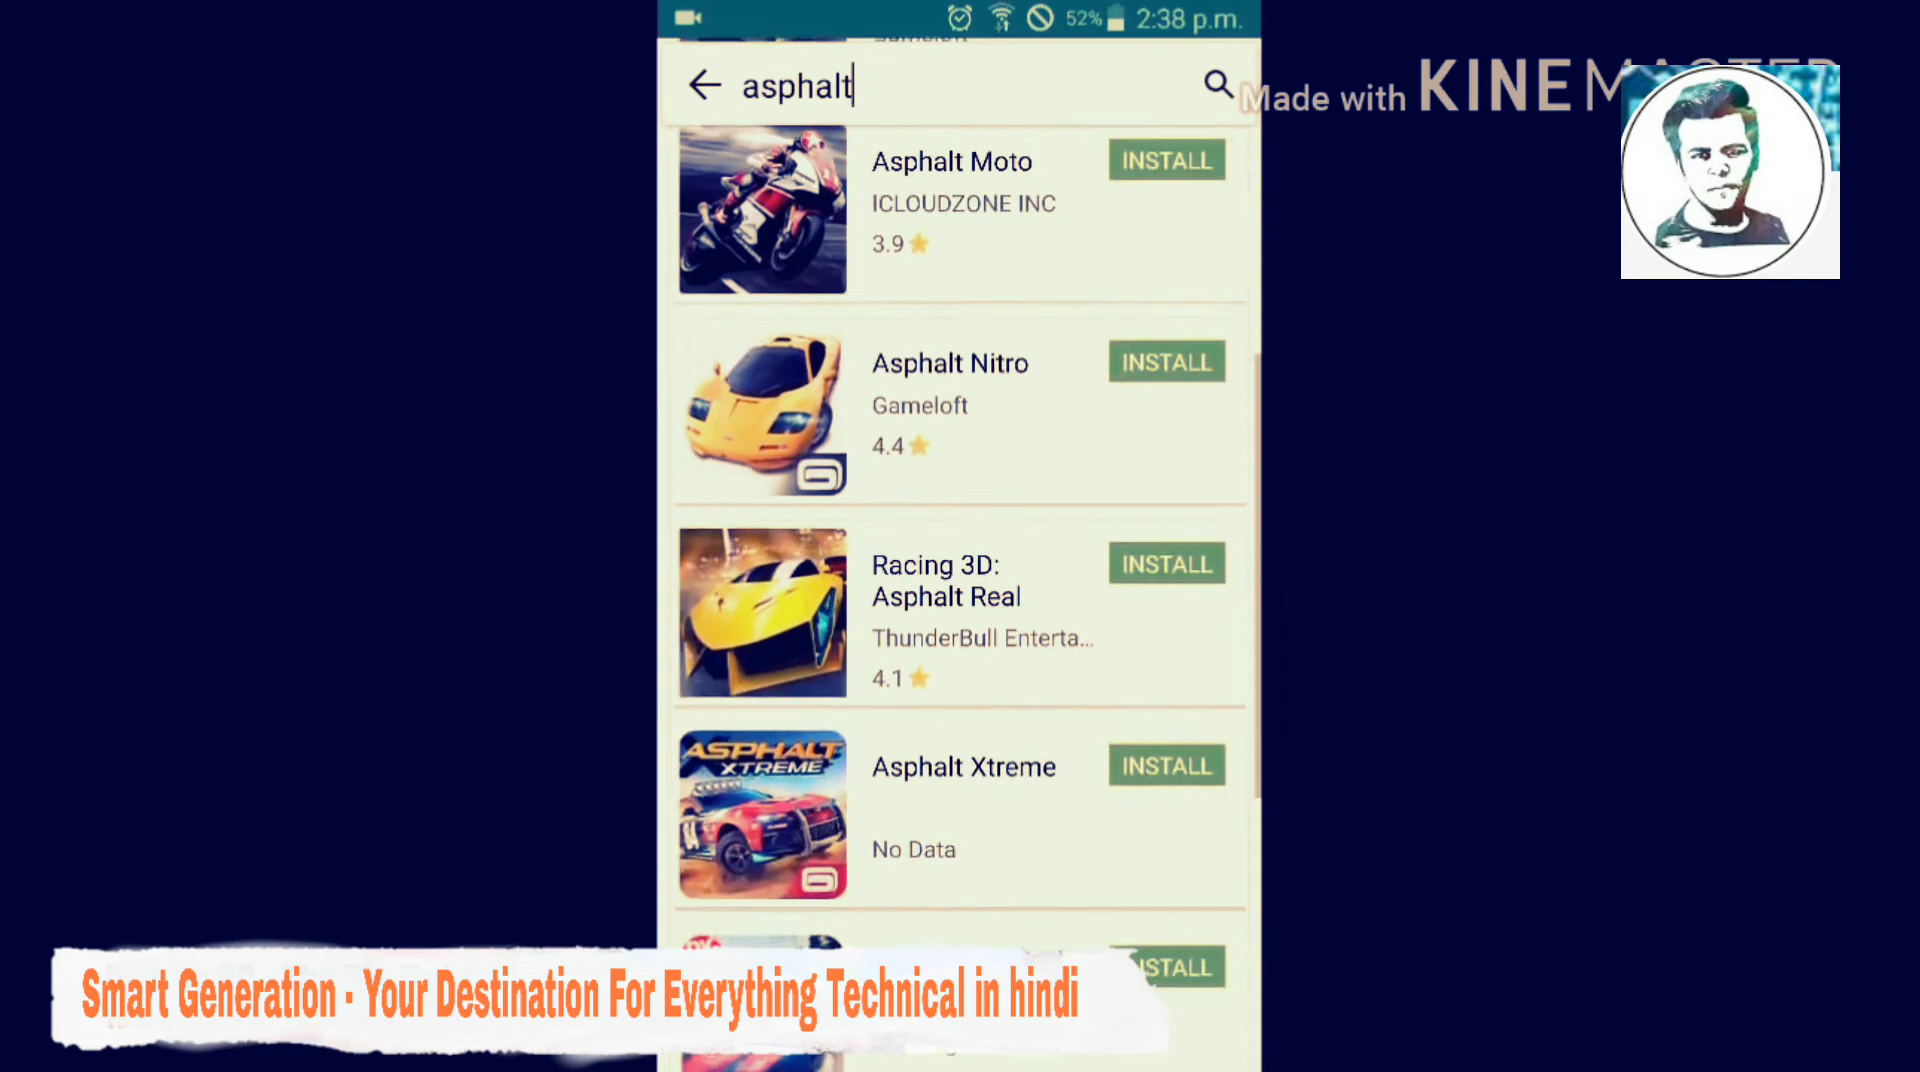 52% 2:38 p.m.
asphalt
Made with KINEMASTER
Asphalt Moto
INSTALL
ICLOUDZONE INC
3.9
Asphalt Nitro
INSTALL
Gameloft
4.4
Racing 3D:
Asphalt Real
INSTALL
ThunderBull Enterta...
4.1
ASPHALT
XTREME
Asphalt Xtreme
INSTALL
No Data
STALL
Smart Generation - Your Destination For Everything Technical in hindi